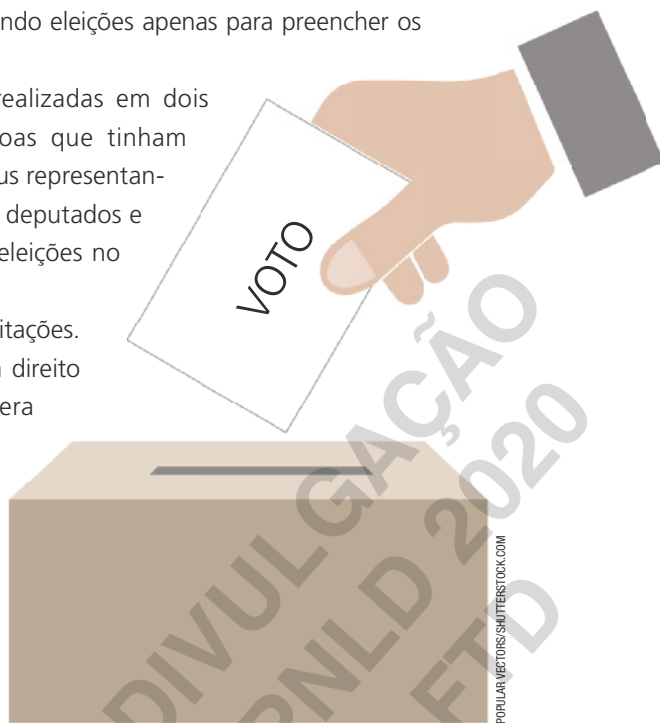 ndo eleições apenas para preencher os
realizadas em dois
oas que tinham
us representan-
deputados e
eleições no
itações.
direito
era
VOTO
DIVULGAÇÃO
PNLD 2020
FTD
POPULAR VECTORS/SHUTTERSTOCK.COM